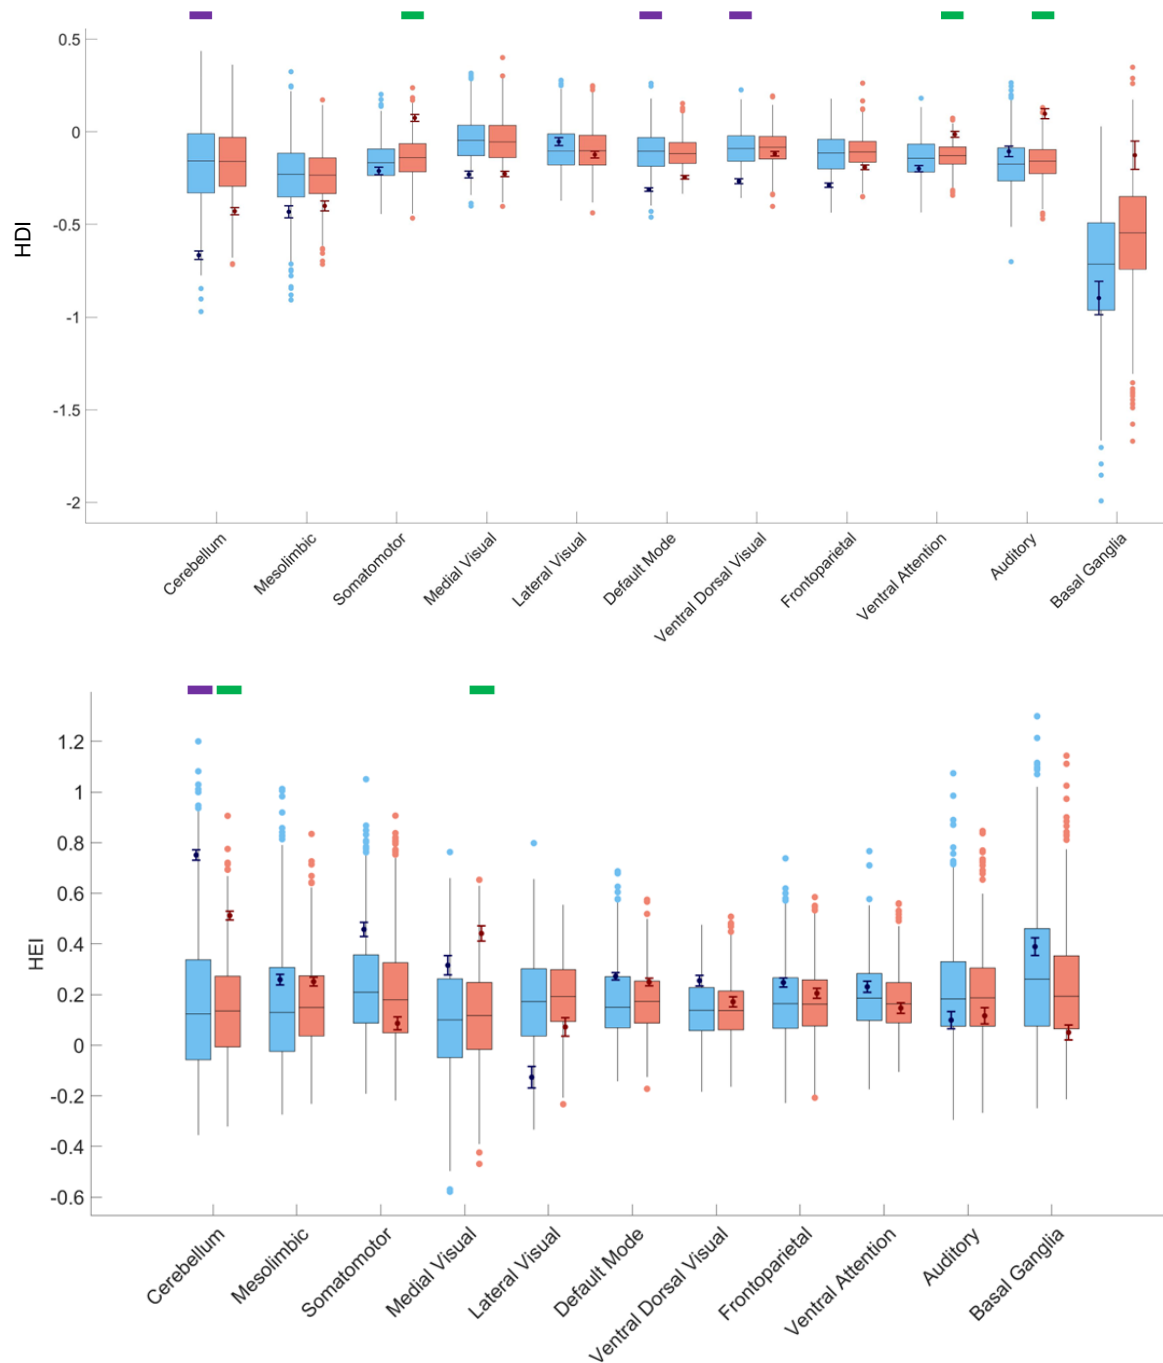 0.5
0
-0.5
-1
-1.5
-2
HDI
Cerebellum
Mesolimbic
Somatomotor
Medial Visual
Lateral Visual
Default Mode
Ventral Dorsal Visual
Frontoparietal
Ventral Attention
Auditory
Basal Ganglia
1.2
1
0.8
0.6
0.4
0.2
0
-0.2
-0.4
-0.6
HEI
Cerebellum
Mesolimbic
Somatomotor
Medial Visual
Lateral Visual
Default Mode
Ventral Dorsal Visual
Frontoparietal
Ventral Attention
Auditory
Basal Ganglia